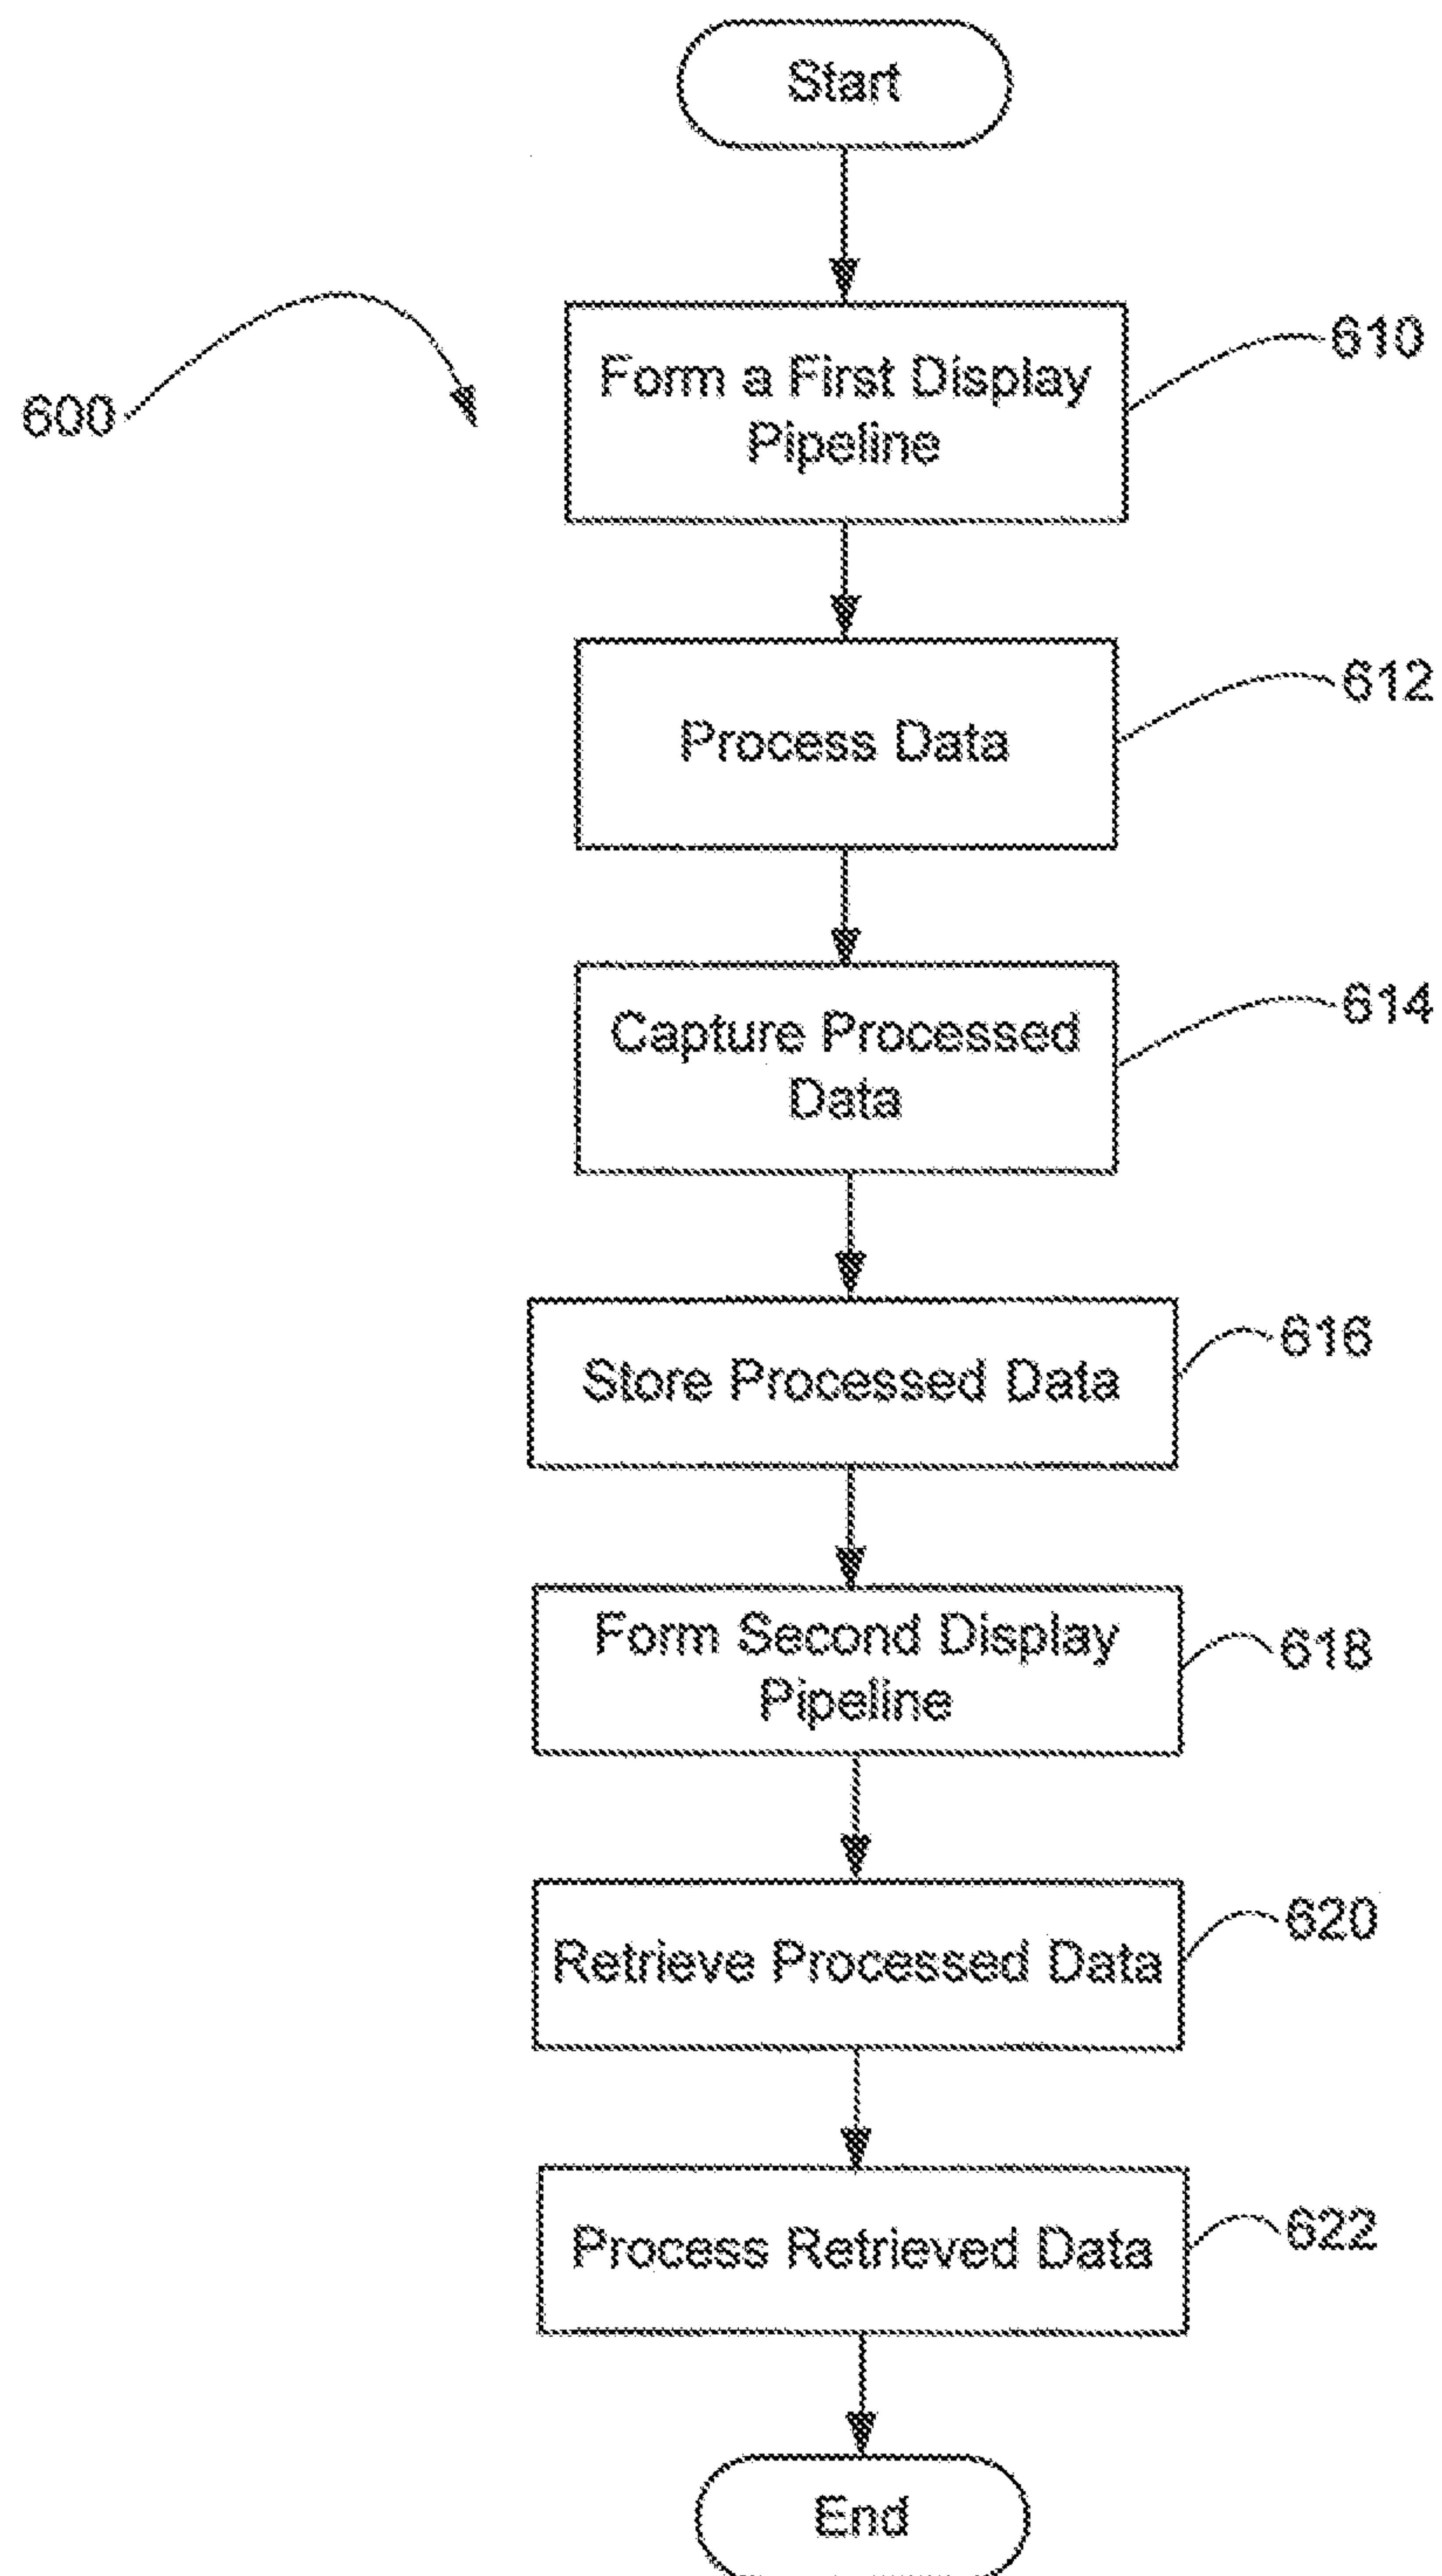 Start
600
Form a First Display
Pipeline
610
Process Data
612
Capture Processed
Data
614
Store Processed Data
616
Form Second Display
Pipeline
618
Retrieve Processed Data
620
Process Retrieved Data
622
End